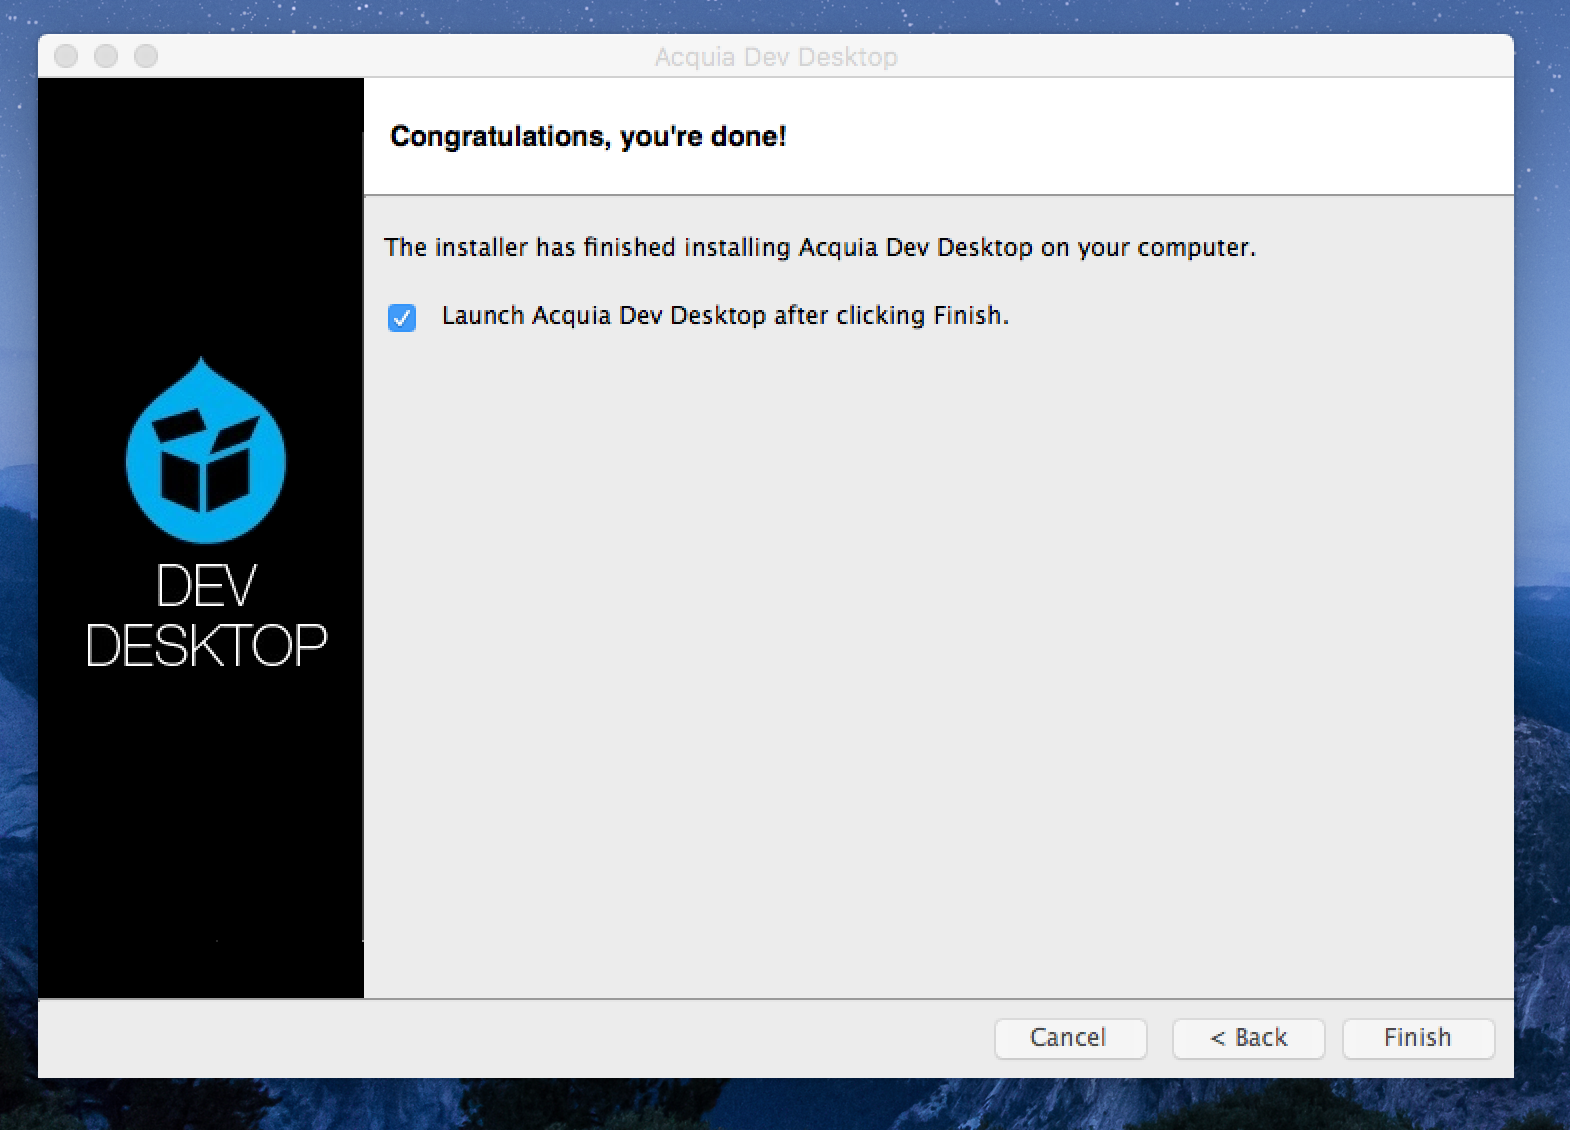 Acquia Dev Desktop
Congratulations, you're done!
The installer has finished installing Acquia Dev Desktop on your computer.
Launch Acquia Dev Desktop after clicking Finish.
DEV
DESKTOP
Cancel
< Back
Finish